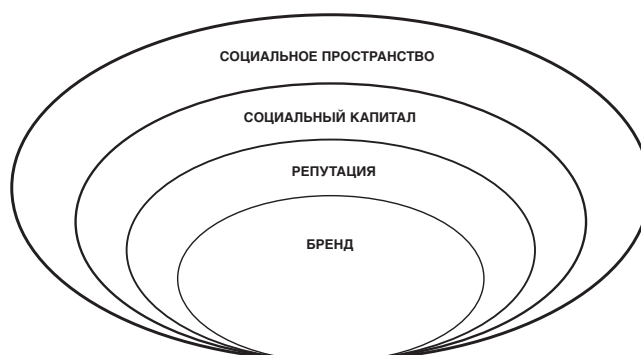 СОЦИАЛЬНОЕ ПРОСТРАНСТВО
СОЦИАЛЬНЫЙ КАПИТАЛ
РЕПУТАЦИЯ
БРЕНД